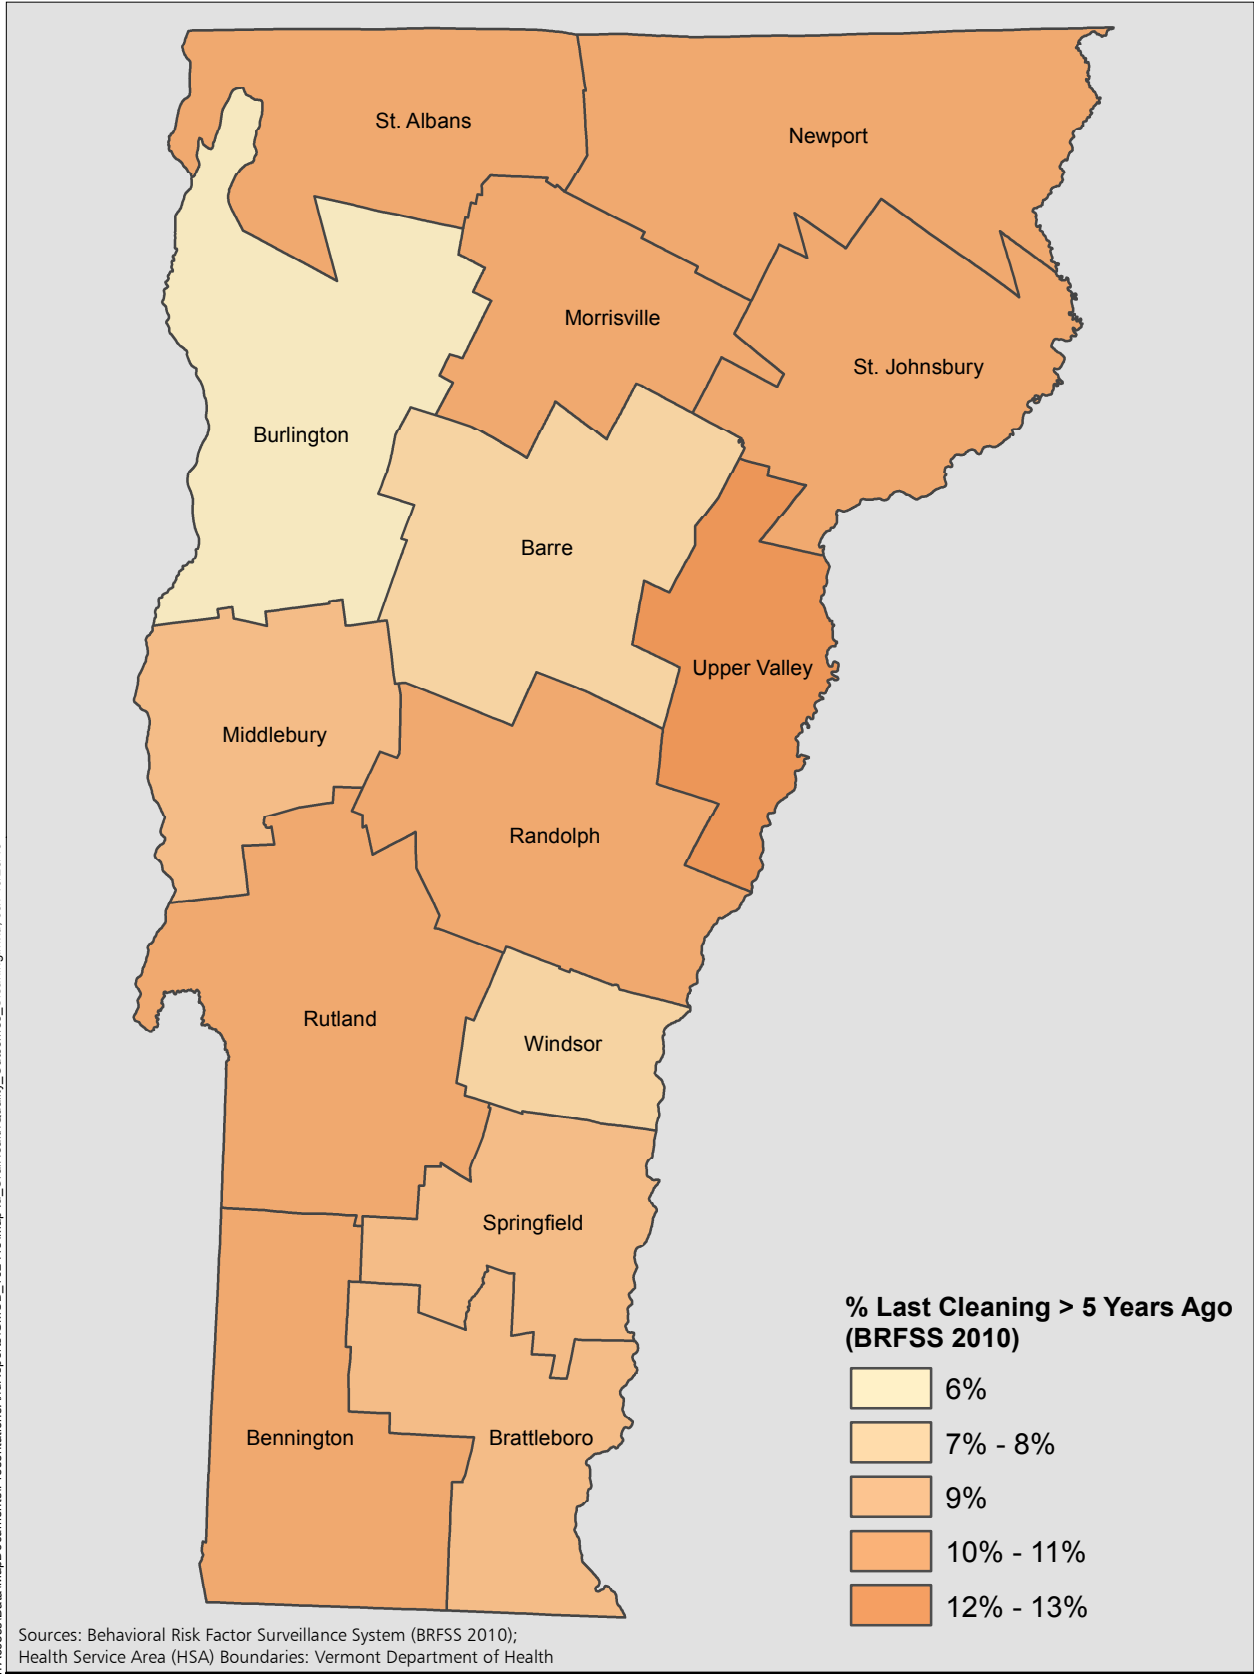 St. Albans
Newport
Morrisville
St. Johnsbury
Burlington
Barre
Upper Valley
Middlebury
Randolph
Rutland
Windsor
Springfield
Bennington
Brattleboro
% Last Cleaning > 5 Years Ago
(BRFSS 2010)
6%
7% - 8%
9%
10% - 11%
12% - 13%
Sources: Behavioral Risk Factor Surveillance System (BRFSS 2010);
Health Service Area (HSA) Boundaries: Vermont Department of Health